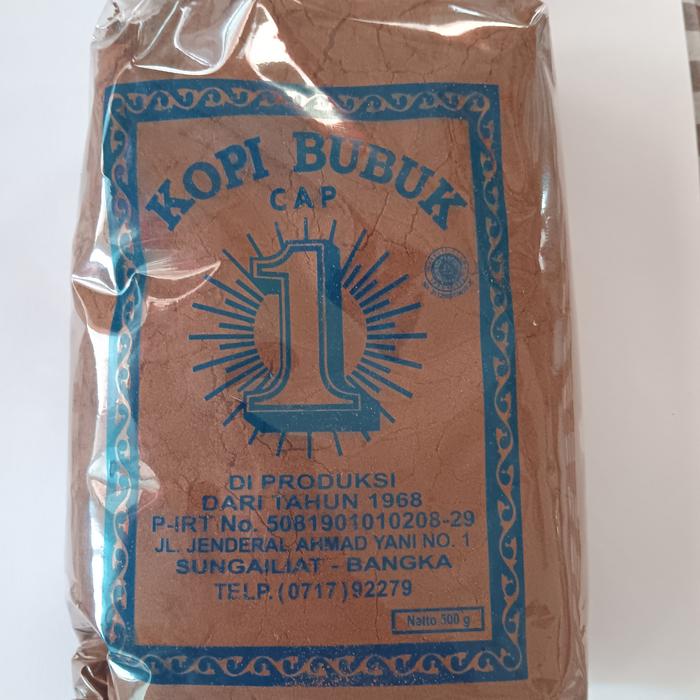 KOPI BUBUK
CAP
1
DI PRODUKSI
DARI TAHUN 1968
P-IRT No. 5081901010208-29
JL. JENDERAL AHMAD YANI NO. 1
SUNGAILIAT - BANGKA
TELP. (0717) 92279
Netto 500 g